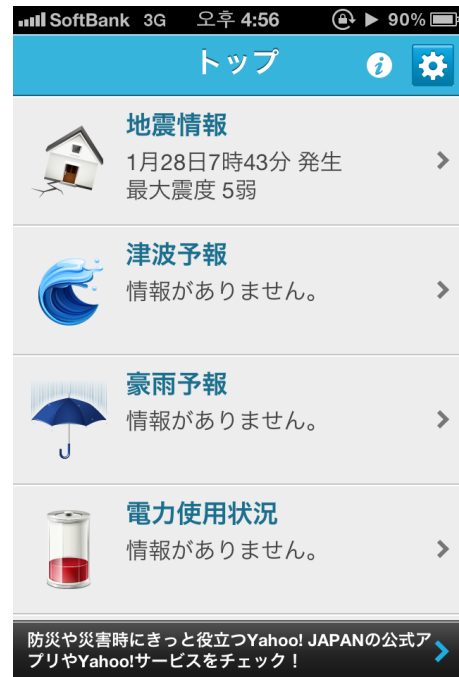 SoftBank 3G 오후 4:56 90%
トップ
地震情報
1月28日7時43分 発生
最大震度 5弱
津波予報
情報がありません。
豪雨予報
情報がありません。
電力使用状況
情報がありません。
防災や災害時にきっと役立つYahoo! JAPANの公式ア
プリやYahoo!サービスをチェック！